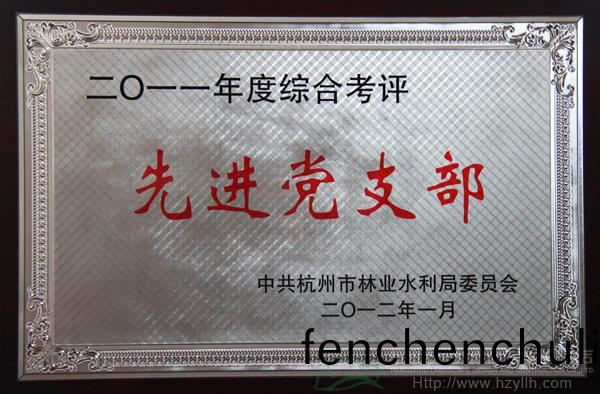 二〇一一年度综合考评
先进党支部
中共杭州市林业水利局委员会
二〇一二年一月
fenchenchuli
Http://www.hzyllh.com